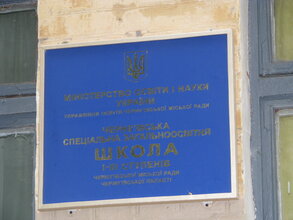 МІНІСТЕРСТВО ОСВІТИ І НАУКИ
УКРАЇНИ
УПРАВЛІННЯ ОСВІТИ ЧЕРНІГІВСЬКОЇ МІСЬКОЇ РАДИ
ЧЕРНІГІВСЬКА
СПЕЦІАЛЬНА ЗАГАЛЬНООСВІТНЯ
ШКОЛА
І-ІІІ СТУПЕНІВ
ЧЕРНІГІВСЬКОЇ МІСЬКОЇ РАДИ
ЧЕРНІГІВСЬКОЇ ОБЛАСТІ